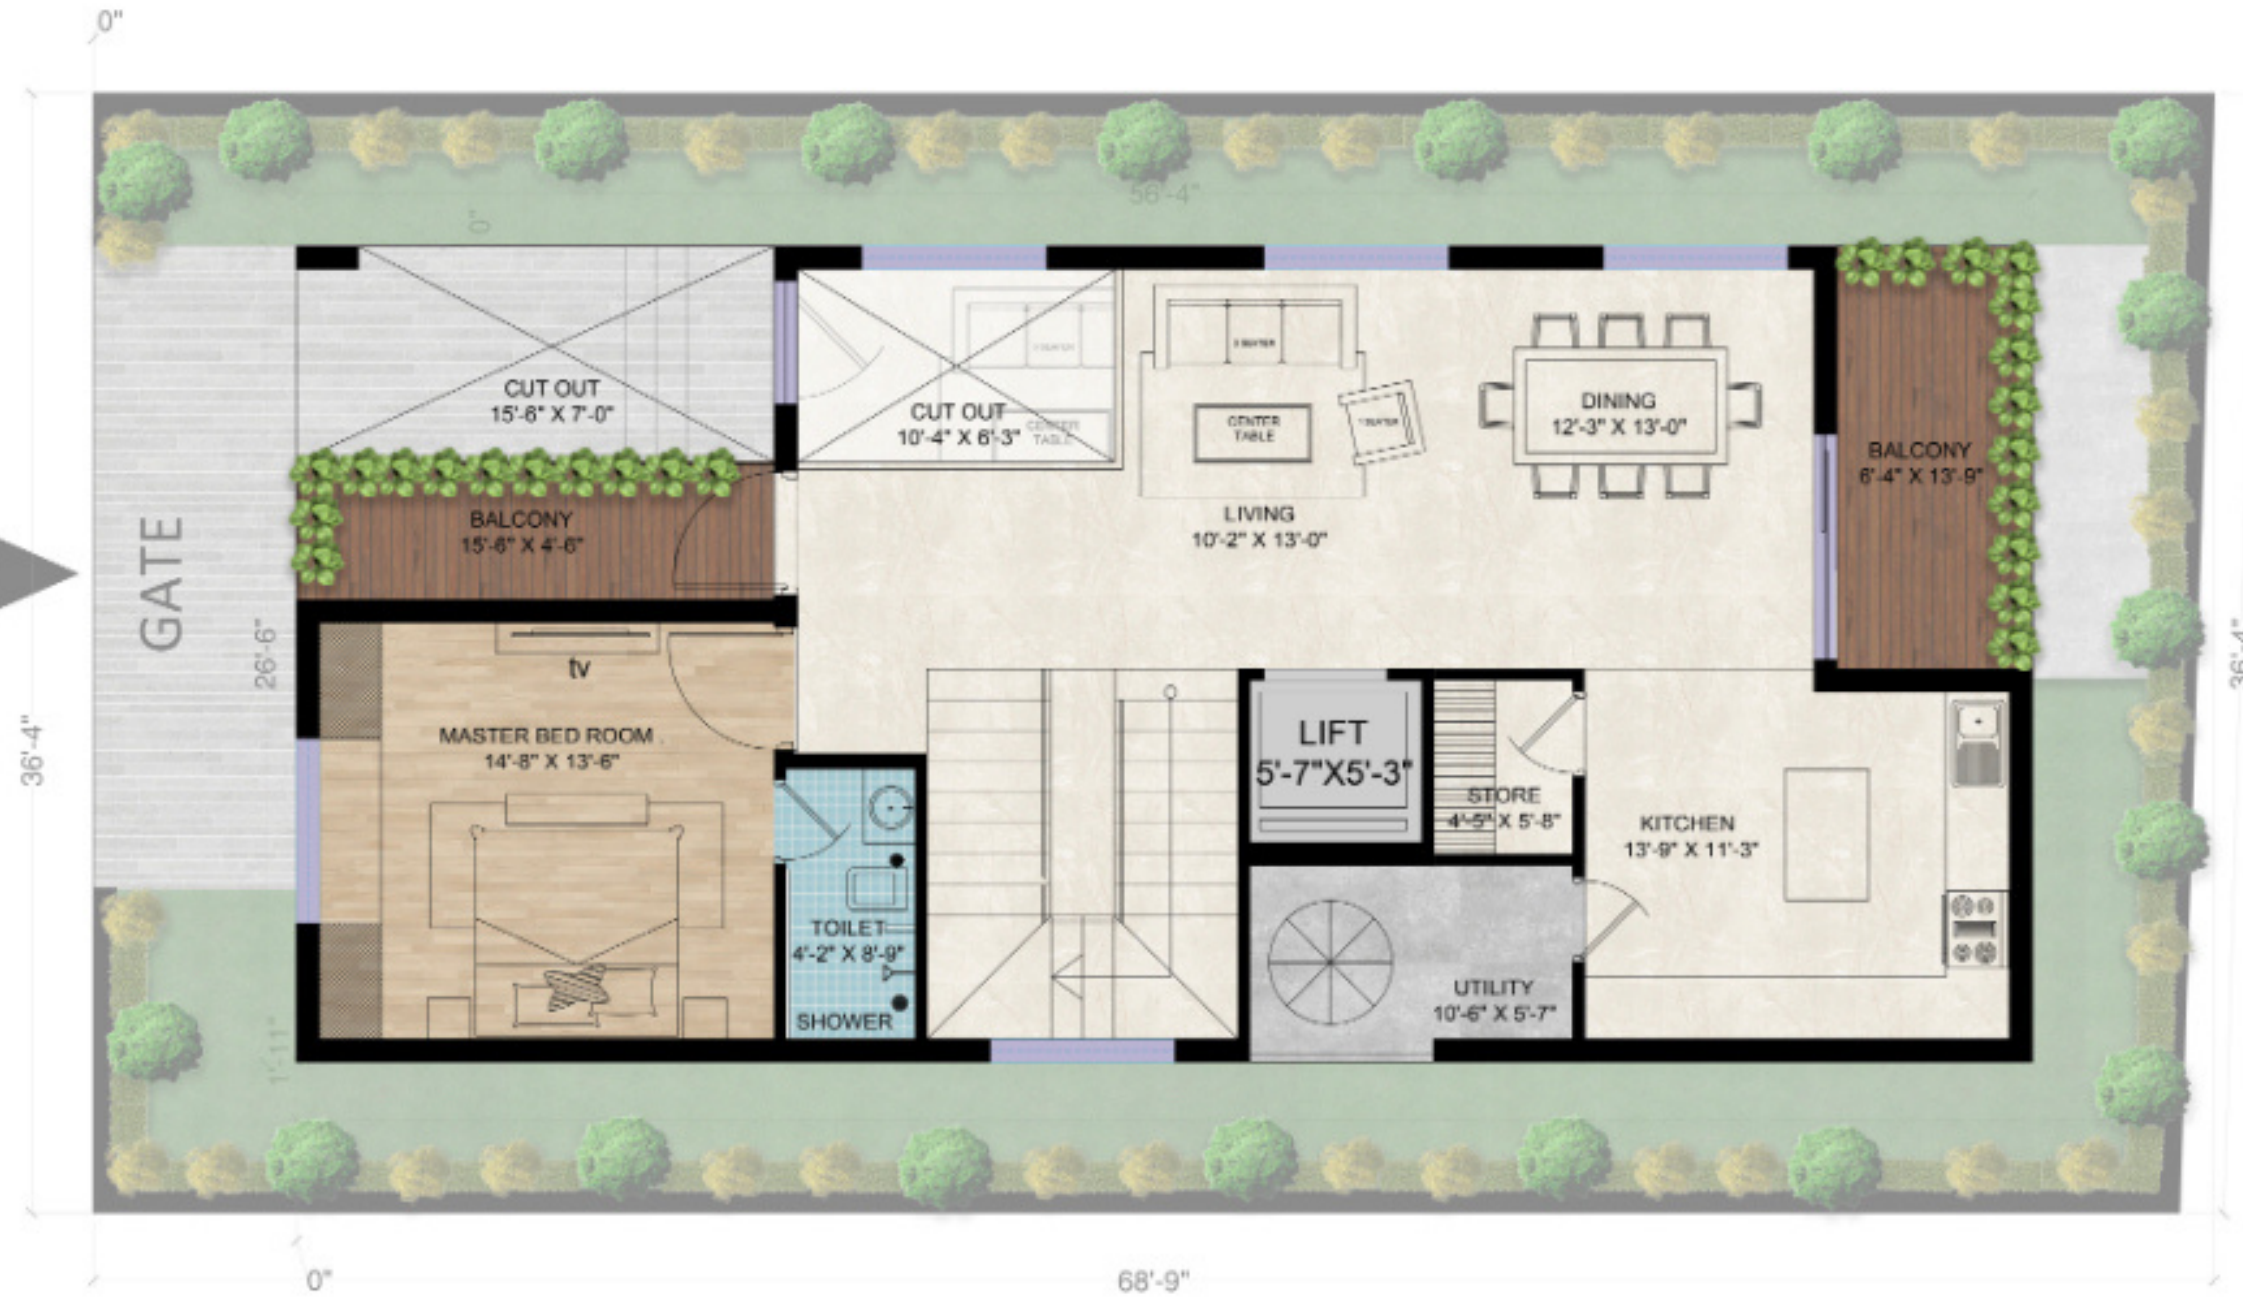 0"
56'-4"
0"
CUT OUT
15'-6" X 7'-0"
CUT OUT
10'-4" X 6'-3"
CENTER
TABLE
3 SEATER
CENTER
TABLE
DINING
12'-3" X 13'-0"
BALCONY
6'-4" X 13'-9"
LIVING
10'-2" X 13'-0"
BALCONY
15'-6" X 4'-6"
GATE
26'-6"
36'-4"
36'-4"
tv
MASTER BED ROOM
14'-8" X 13'-6"
LIFT
5'-7"X5'-3"
STORE
4'-5" X 5'-8"
KITCHEN
13'-9" X 11'-3"
TOILET
4'-2" X 8'-9"
SHOWER
UTILITY
10'-6" X 5'-7"
1'-11"
0"
68'-9"